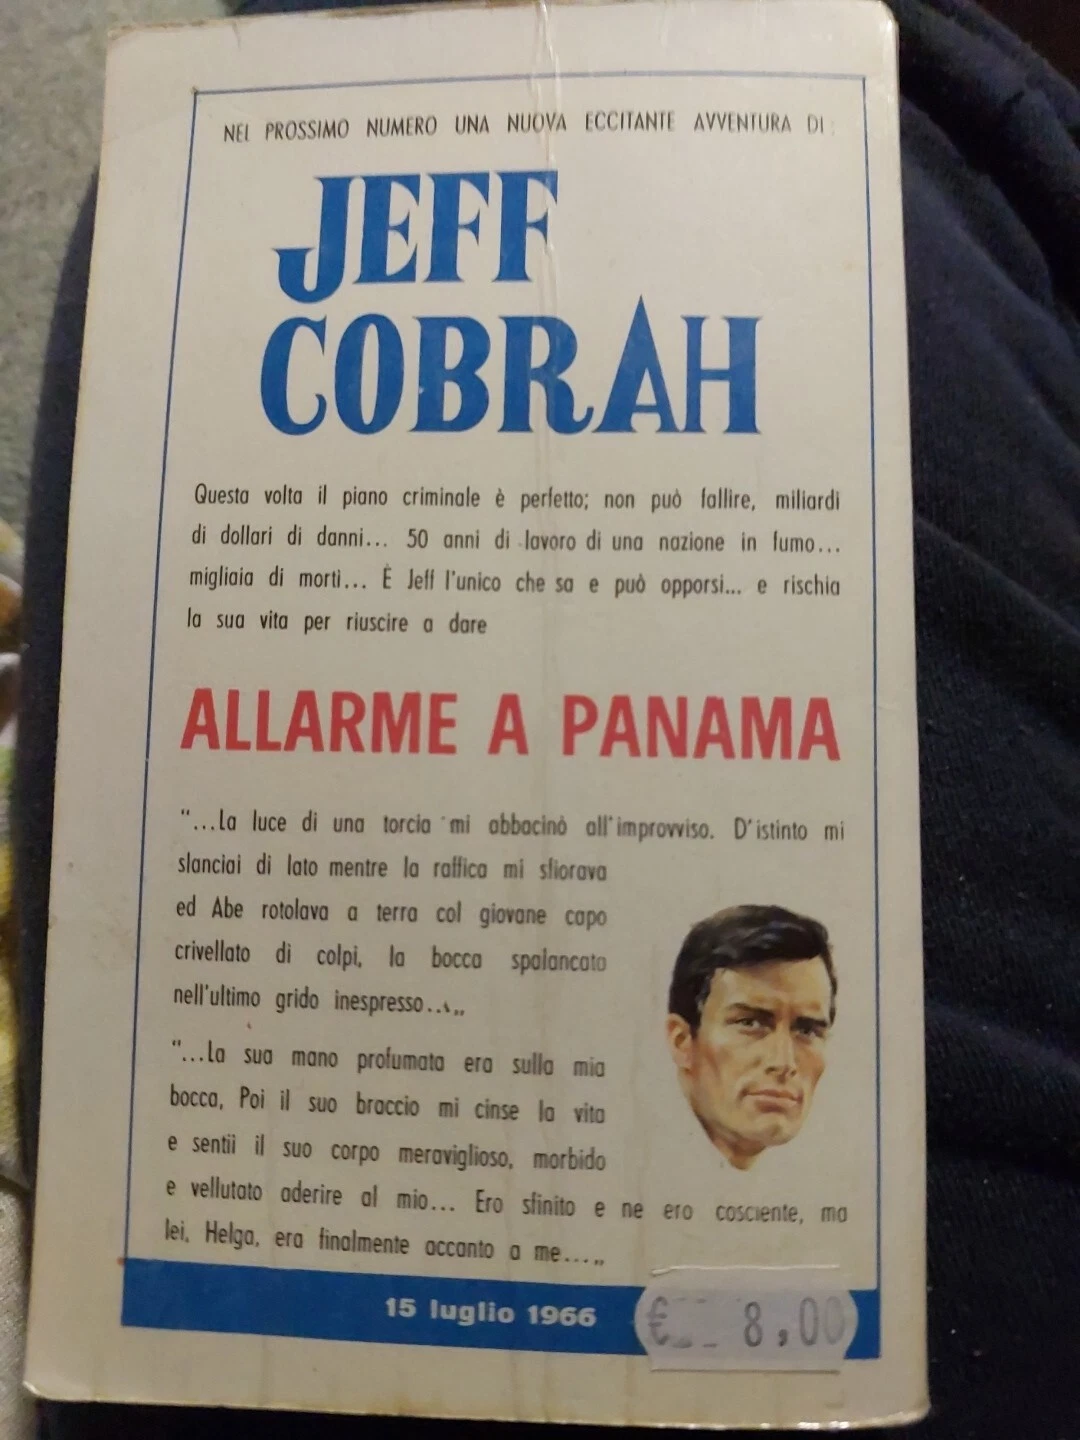 NEL PROSSIMO NUMERO UNA NUOVA ECCITANTE AVVENTURA DI:
JEFF
COBRAH
Questa volta il piano criminale è perfetto; non può fallire, miliardi
di dollari di danni... 50 anni di lavoro di una nazione in fumo...
migliaia di morti... È Jeff l'unico che sa e può opporsi... e rischia
la sua vita per riuscire a dare
ALLARME A PANAMA
“...La luce di una torcia mi abbacinò all'improvviso. D'istinto mi
slanciai di lato mentre la raffica mi sfiorava
ed Abe rotolava a terra col giovane capo
crivellato di colpi, la bocca spalancata
nell'ultimo grido inespresso...„
“...La sua mano profumata era sulla mia
bocca, Poi il suo braccio mi cinse la vita
e sentii il suo corpo meraviglioso, morbido
e vellutato aderire al mio... Ero sfinito e ne ero cosciente, ma
lei, Helga, era finalmente accanto a me...„
15 luglio 1966
€ 8,00